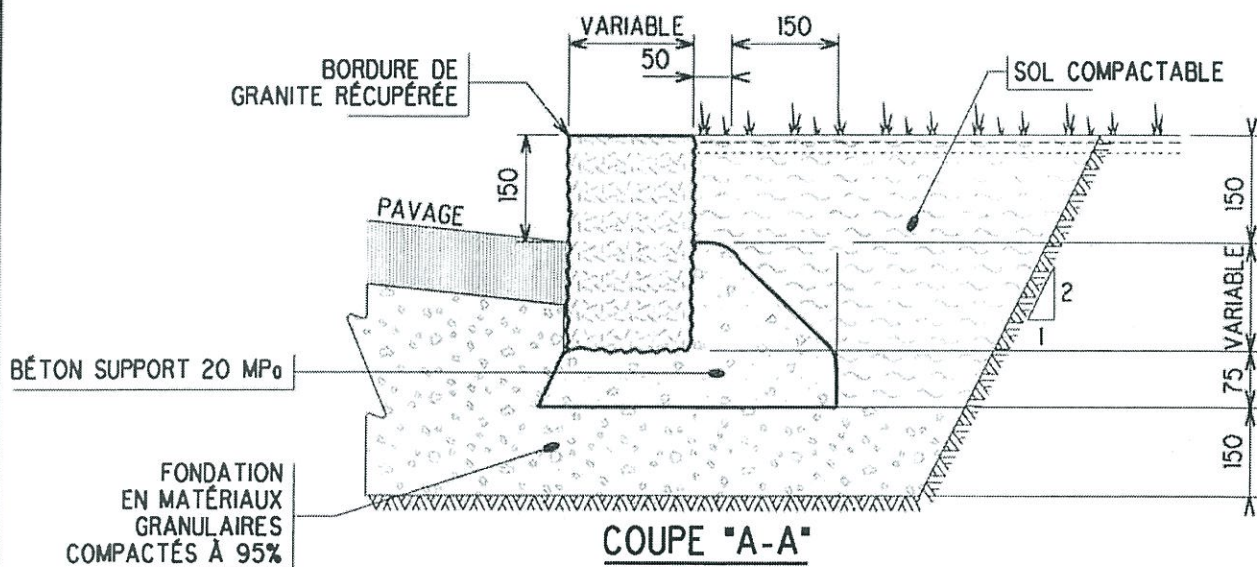 VARIABLE
150
50
BORDURE DE
GRANITE RÉCUPÉRÉE
SOL COMPACTABLE
150
PAVAGE
150
VARIABLE
2
1
BÉTON SUPPORT 20 MPa
75
150
FONDATION
EN MATÉRIAUX
GRANULAIRES
COMPACTÉS À 95%
COUPE "A-A"